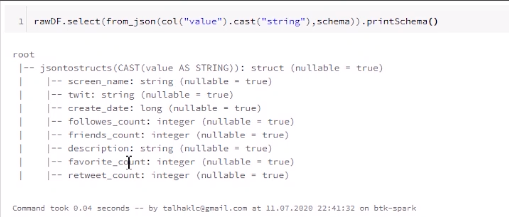 1 rawDF.select(from_json(col("value").cast("string"),schema)).printSchema()
root
 |-- jsontostructs(CAST(value AS STRING)): struct (nullable = true)
 |    |-- screen_name: string (nullable = true)
 |    |-- twit: string (nullable = true)
 |    |-- create_date: long (nullable = true)
 |    |-- followes_count: integer (nullable = true)
 |    |-- friends_count: integer (nullable = true)
 |    |-- description: string (nullable = true)
 |    |-- favorite_count: integer (nullable = true)
 |    |-- retweet_count: integer (nullable = true)
Command took 0.04 seconds -- by talhaklc@gmail.com at 11.07.2020 22:41:32 on btk-spark